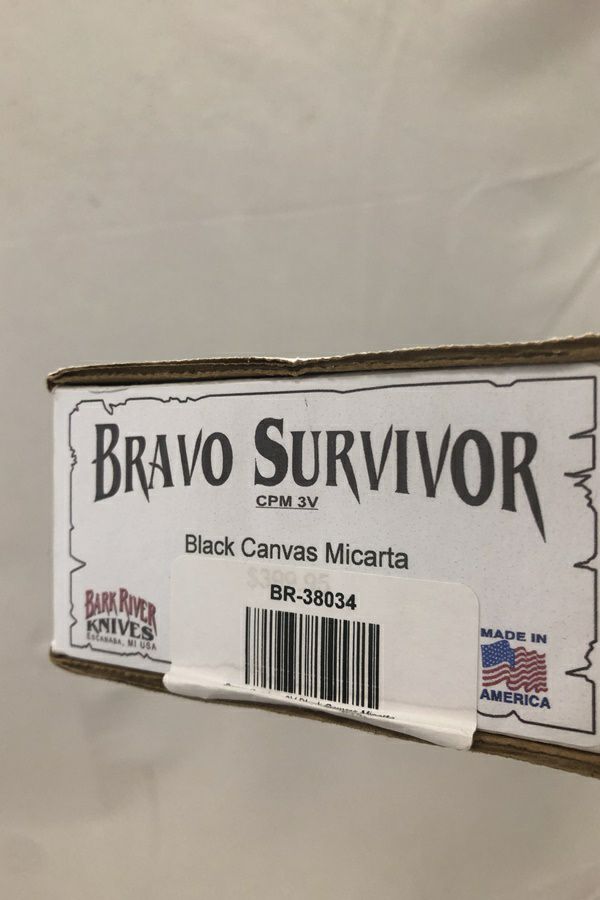 BRAVO SURVIVOR
CPM 3V
Black Canvas Micarta
BR-38034
BARK RIVER
KNIVES
ESCANABA, MI USA
MADE IN
AMERICA